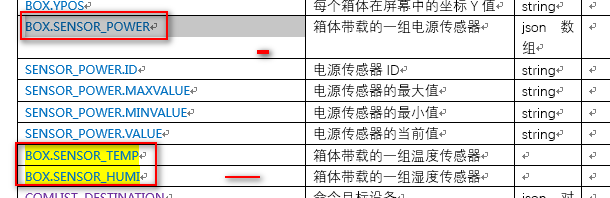 BOX.YPOS 每个箱体在屏幕中的坐标 Y 值 string
BOX.SENSOR_POWER 箱体带载的一组电源传感器 json 数组
SENSOR_POWER.ID 电源传感器 ID string
SENSOR_POWER.MAXVALUE 电源传感器的最大值 string
SENSOR_POWER.MINVALUE 电源传感器的最小值 string
SENSOR_POWER.VALUE 电源传感器的当前值 string
BOX.SENSOR_TEMP 箱体带载的一组温度传感器
BOX.SENSOR_HUMI 箱体带载的一组湿度传感器
COMLIST_DESTINATION 命令目标设备 json 对